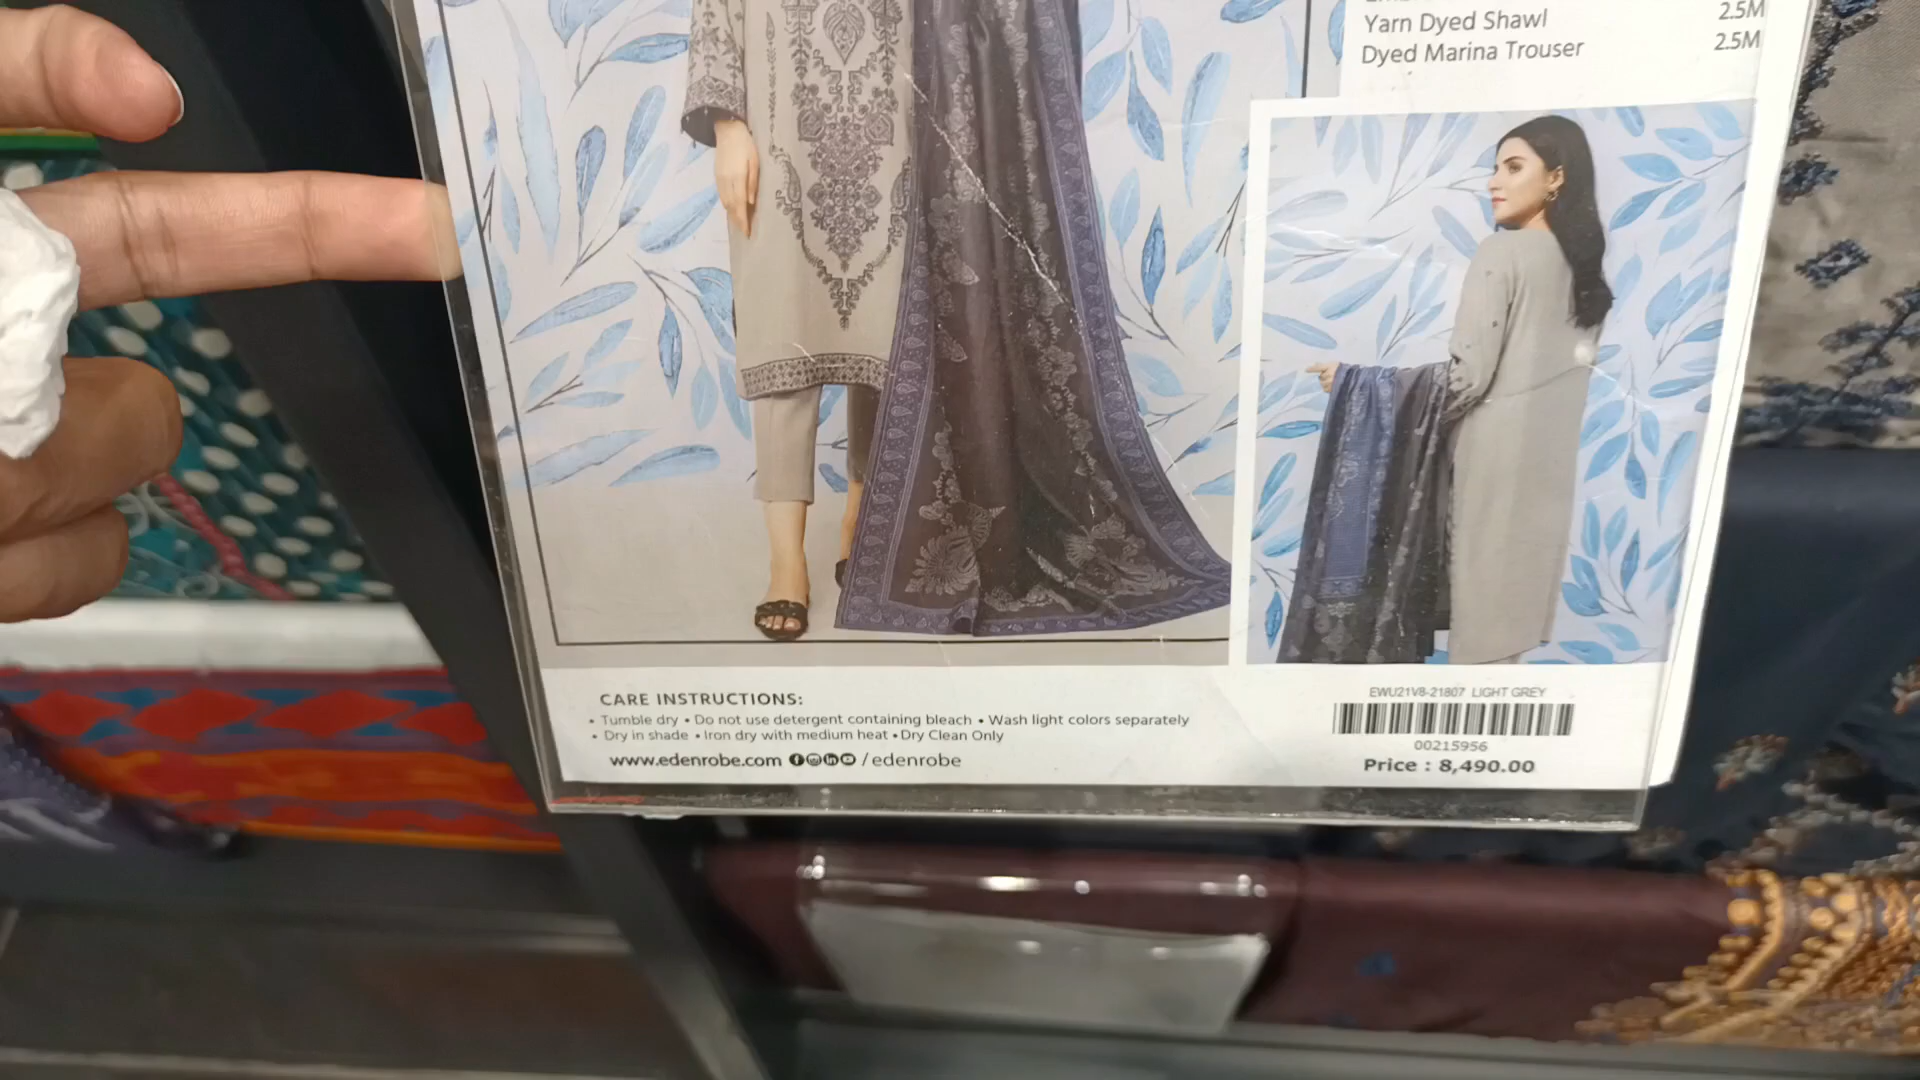 Yarn Dyed Shawl 2.5M
Dyed Marina Trouser 2.5M
CARE INSTRUCTIONS:
• Tumble dry • Do not use detergent containing bleach • Wash light colors separately
• Dry in shade • Iron dry with medium heat • Dry Clean Only
www.edenrobe.com /edenrobe
EWU21V8-21807 LIGHT GREY
00215956
Price : 8,490.00